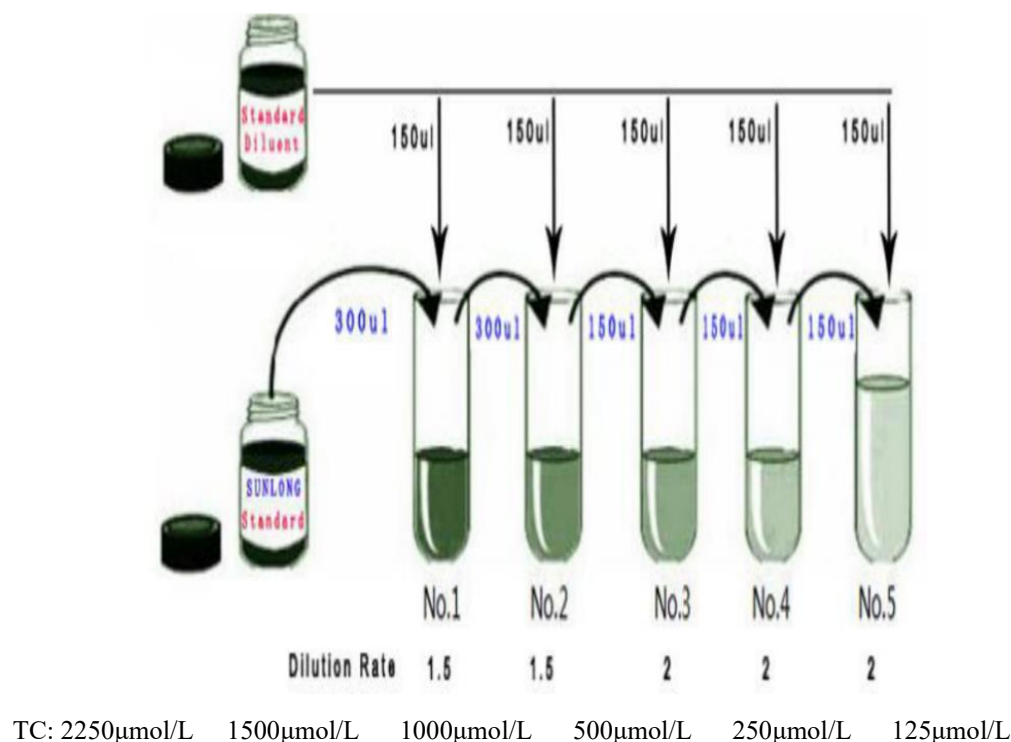 Standard
Diluent
150ul 150ul 150ul 150ul 150ul
300ul 300ul 150ul 150ul 150ul
SUNLONG
Standard
No.1 No.2 No.3 No.4 No.5
Dilution Rate 1.5 1.5 2 2 2
TC: 2250μmol/L 1500μmol/L 1000μmol/L 500μmol/L 250μmol/L 125μmol/L